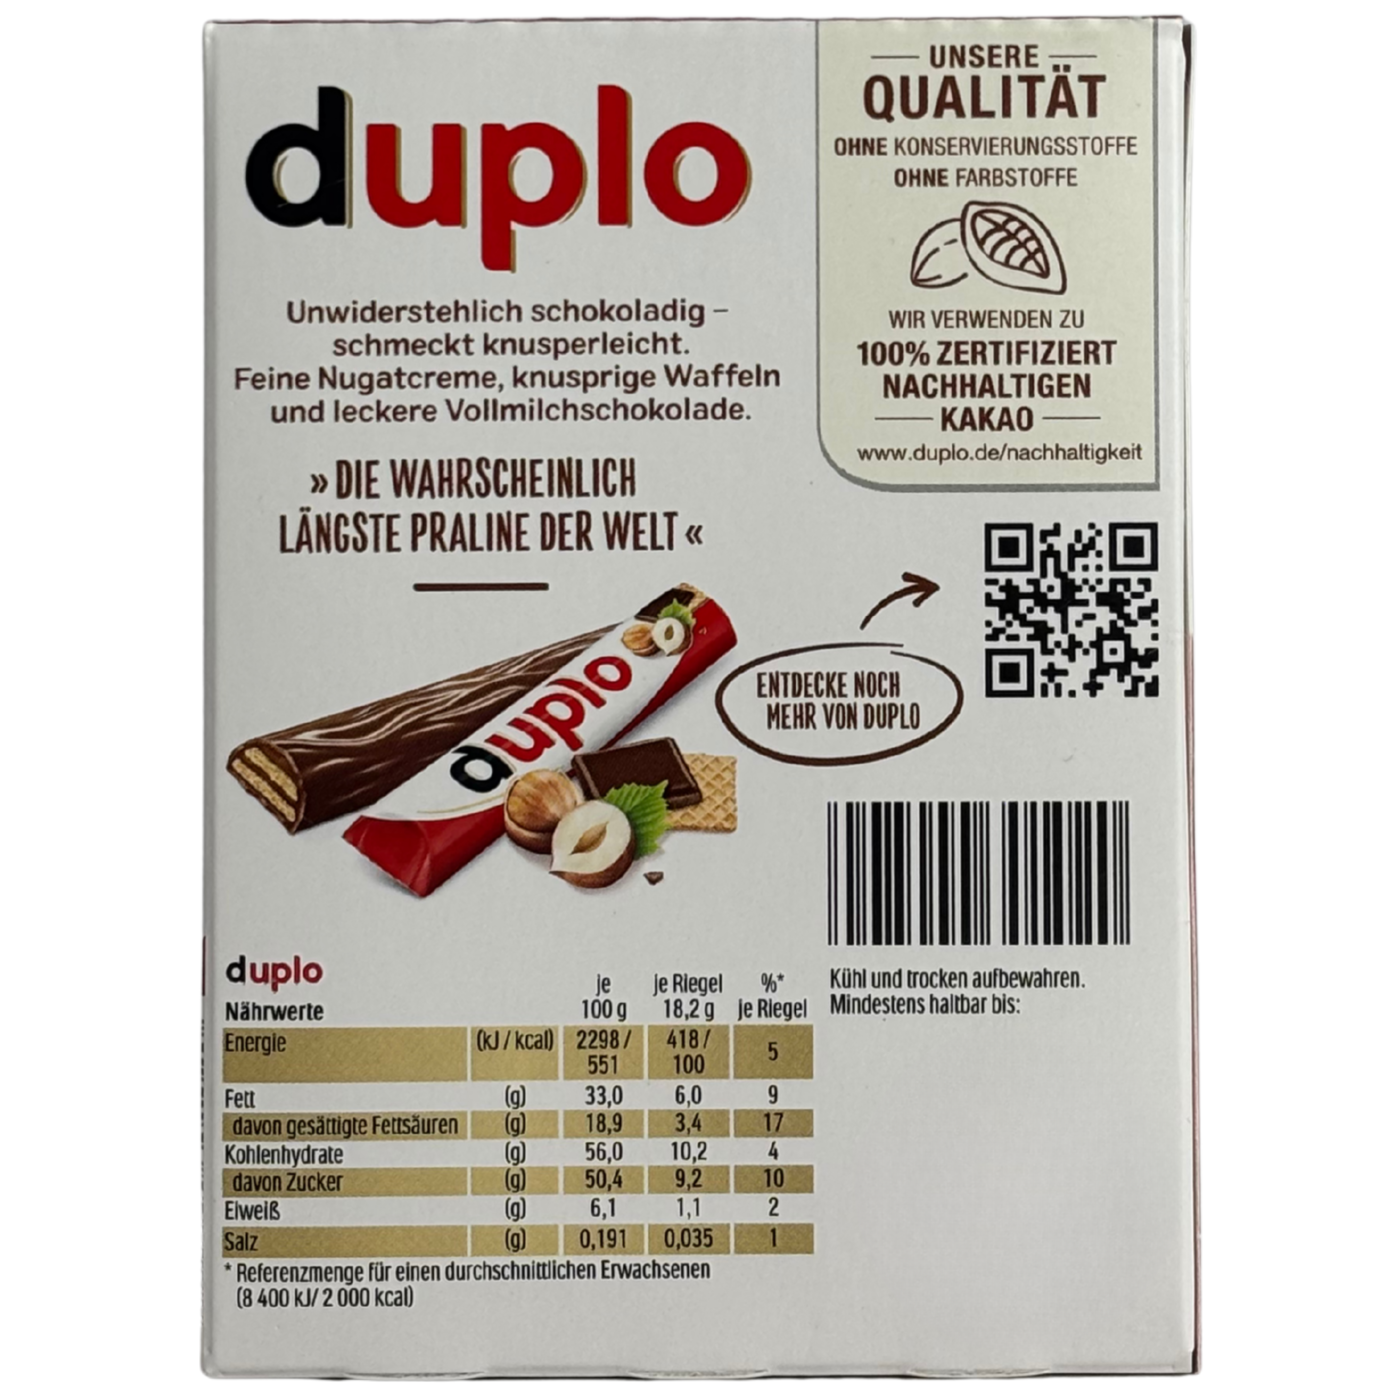 duplo
Unwiderstehlich schokoladig –
schmeckt knusperleicht.
Feine Nugatcreme, knusprige Waffeln
und leckere Vollmilchschokolade.
» DIE WAHRSCHEINLICH
LÄNGSTE PRALINE DER WELT «
UNSERE
QUALITÄT
OHNE KONSERVIERUNGSSTOFFE
OHNE FARBSTOFFE
WIR VERWENDEN ZU
100% ZERTIFIZIERT
NACHHALTIGEN
KAKAO
www.duplo.de/nachhaltigkeit
duplo
ENTDECKE NOCH
MEHR VON DUPLO
Kühl und trocken aufbewahren.
Mindestens haltbar bis:
duplo
Nährwerte je 100 g je Riegel 18,2 g %* je Riegel
Energie (kJ / kcal) 2298 / 551 418 / 100 5
Fett (g) 33,0 6,0 9
davon gesättigte Fettsäuren (g) 18,9 3,4 17
Kohlenhydrate (g) 56,0 10,2 4
davon Zucker (g) 50,4 9,2 10
Eiweiß (g) 6,1 1,1 2
Salz (g) 0,191 0,035 1
* Referenzmenge für einen durchschnittlichen Erwachsenen
(8 400 kJ/ 2 000 kcal)